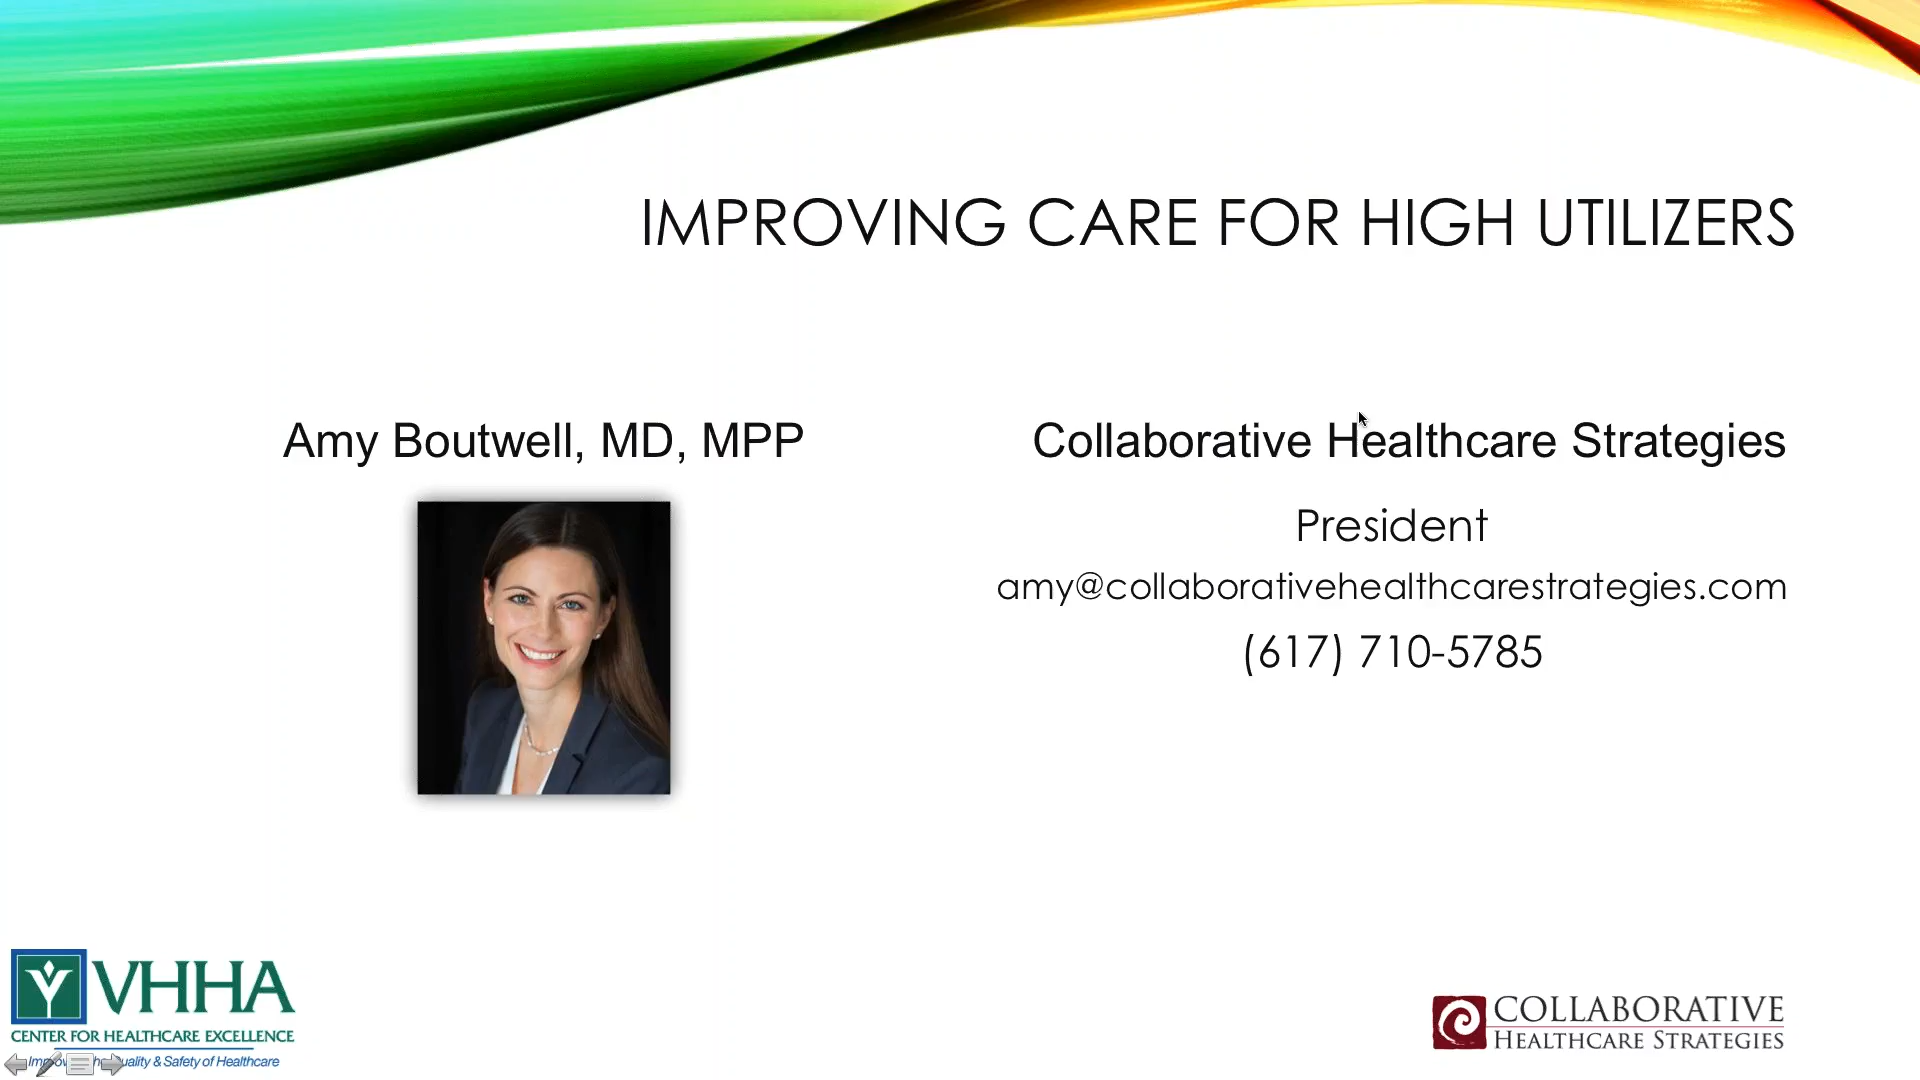 IMPROVING CARE FOR HIGH UTILIZERS
Amy Boutwell, MD, MPP
Collaborative Healthcare Strategies
President
amy@collaborativehealthcarestrategies.com
(617) 710-5785
VHHA
CENTER FOR HEALTHCARE EXCELLENCE
Quality & Safety of Healthcare
COLLABORATIVE
HEALTHCARE STRATEGIES